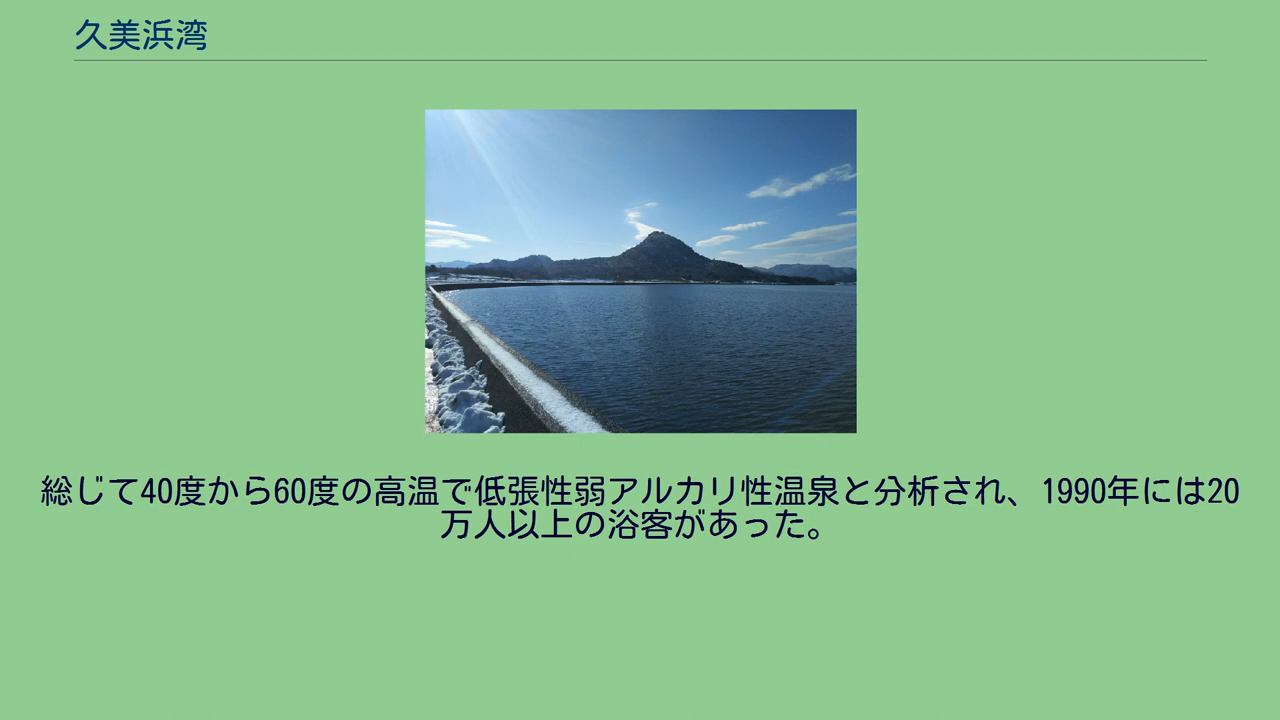 久美浜湾
総じて40度から60度の高温で低張性弱アルカリ性温泉と分析され、1990年には20
万人以上の浴客があった。